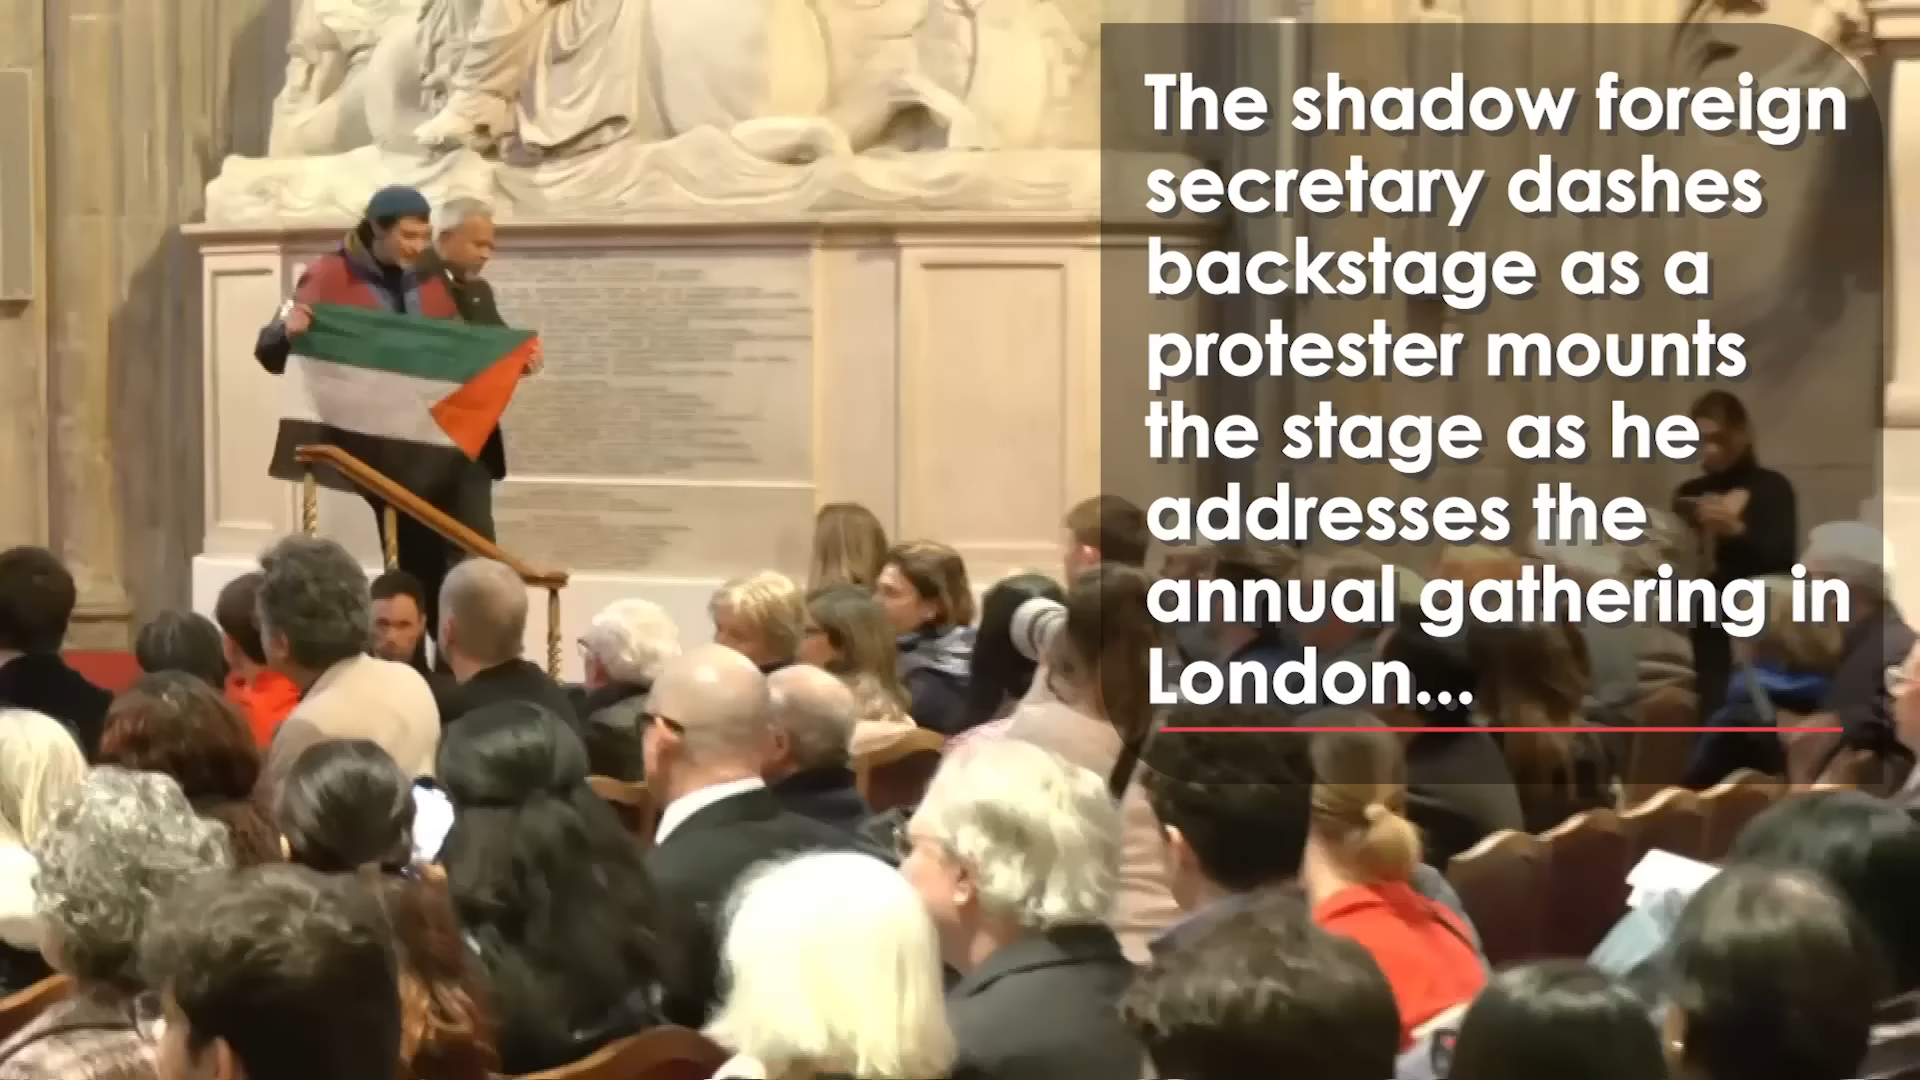 The shadow foreign
secretary dashes
backstage as a
protester mounts
the stage as he
addresses the
annual gathering in
London...